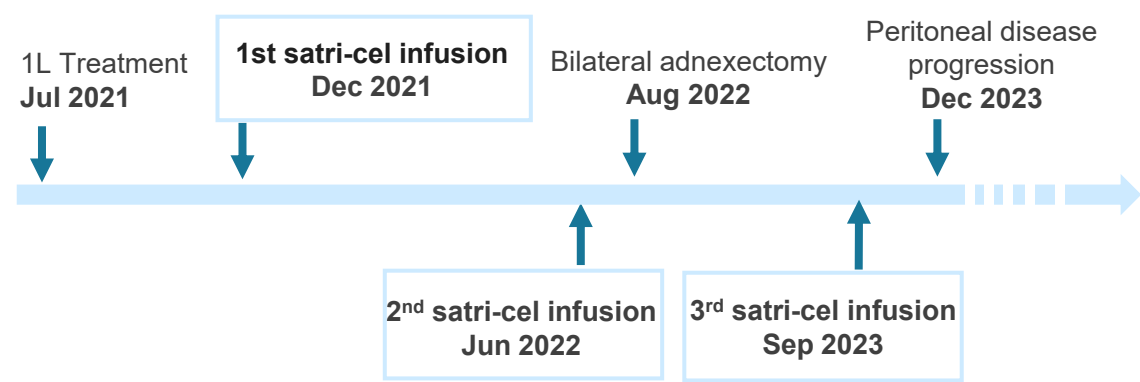 1L Treatment
Jul 2021
1st satri-cel infusion
Dec 2021
Bilateral adnexectomy
Aug 2022
Peritoneal disease
progression
Dec 2023
2nd satri-cel infusion
Jun 2022
3rd satri-cel infusion
Sep 2023